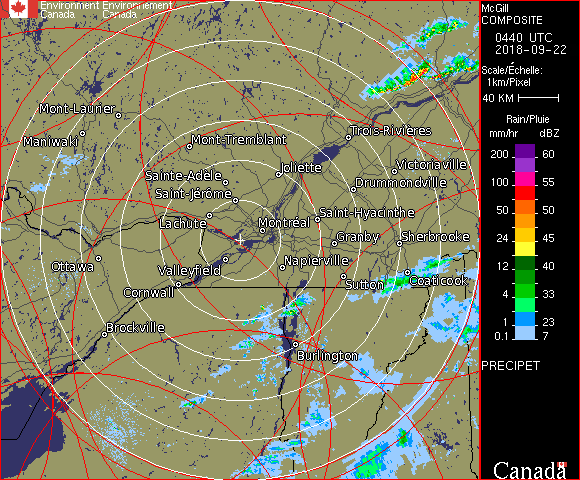 Environment Environnement
Canada Canada
McGill
COMPOSITE
0440 UTC
2018-09-22
Scale/Échelle:
1km/Pixel
40 KM
Rain/Pluie
mm/hr dBZ
200 60
100 55
50 50
24 45
12 40
4 33
1 23
0.1 7
PRECIPET
Canada
Mont-Laurier
Maniwaki
Mont-Tremblant
Trois-Rivières
Sainte-Adèle
Joliette
Victoriaville
Saint-Jérôme
Drummondville
Lachute
Montréal
Saint-Hyacinthe
Granby
Sherbrooke
Ottawa
Valleyfield
Napierville
Cornwall
Sutton
Coaticook
Brockville
Burlington